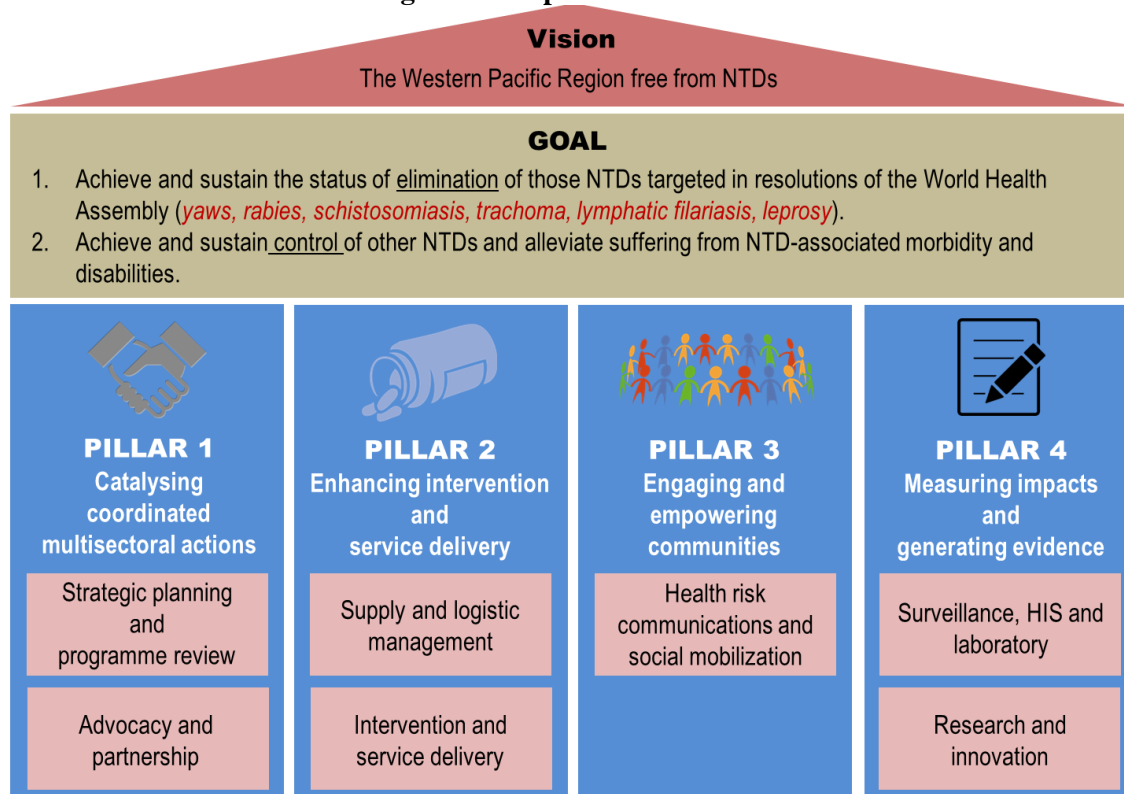 Vision
The Western Pacific Region free from NTDs
GOAL
1. Achieve and sustain the status of elimination of those NTDs targeted in resolutions of the World Health
Assembly (yaws, rabies, schistosomiasis, trachoma, lymphatic filariasis, leprosy).
2. Achieve and sustain control of other NTDs and alleviate suffering from NTD-associated morbidity and
disabilities.
PILLAR 1
Catalysing
coordinated
multisectoral actions
Strategic planning
and
programme review
Advocacy and
partnership
PILLAR 2
Enhancing intervention
and
service delivery
Supply and logistic
management
Intervention and
service delivery
PILLAR 3
Engaging and
empowering
communities
Health risk
communications and
social mobilization
PILLAR 4
Measuring impacts
and
generating evidence
Surveillance, HIS and
laboratory
Research and
innovation